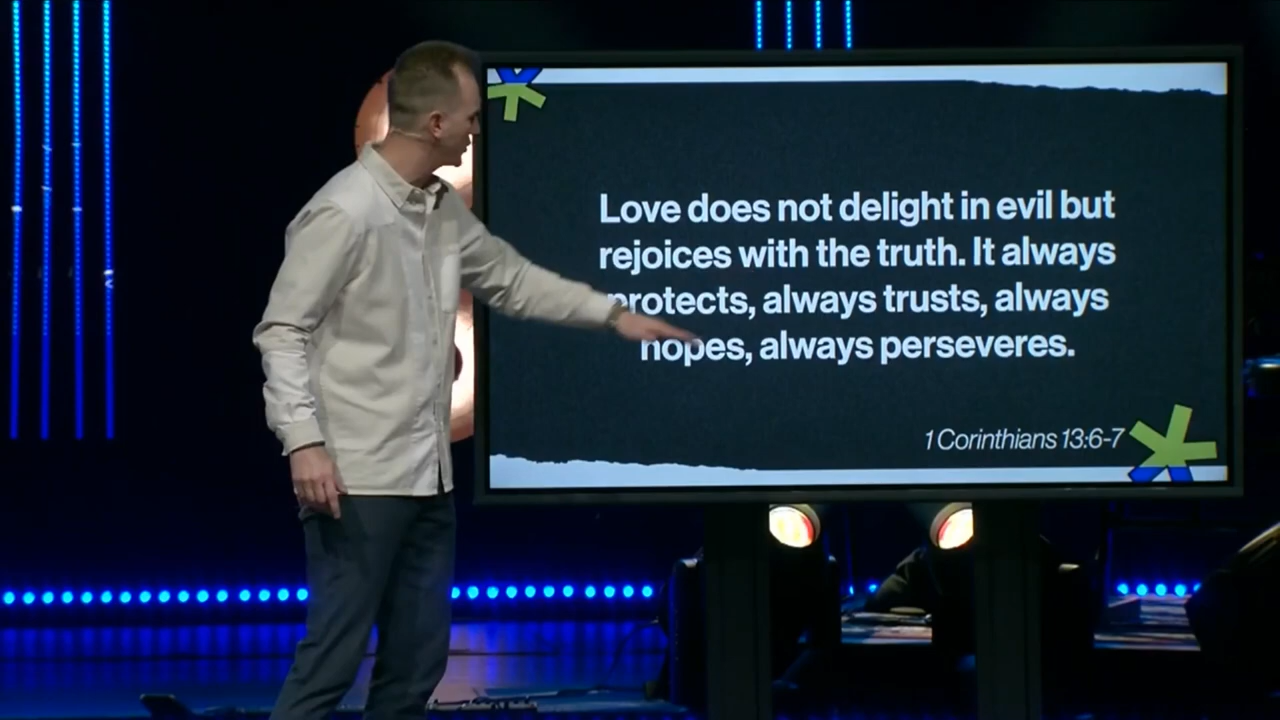 Love does not delight in evil but
rejoices with the truth. It always
protects, always trusts, always
hopes, always perseveres.
1 Corinthians 13:6-7